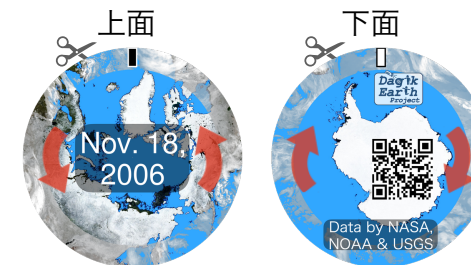 上面
下面
Nov. 18,
2006
Dagik
Earth
Project
Data by NASA,
NOAA & USGS